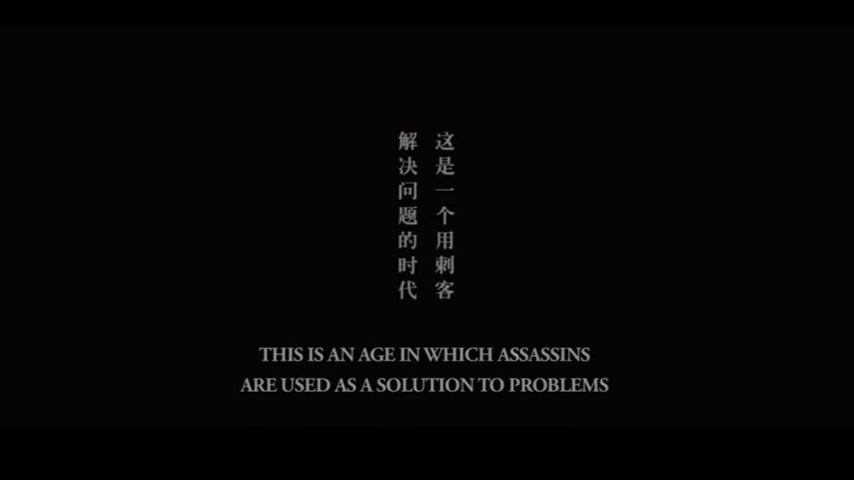 这是一个用刺客
解决问题的时代
THIS IS AN AGE IN WHICH ASSASSINS
ARE USED AS A SOLUTION TO PROBLEMS